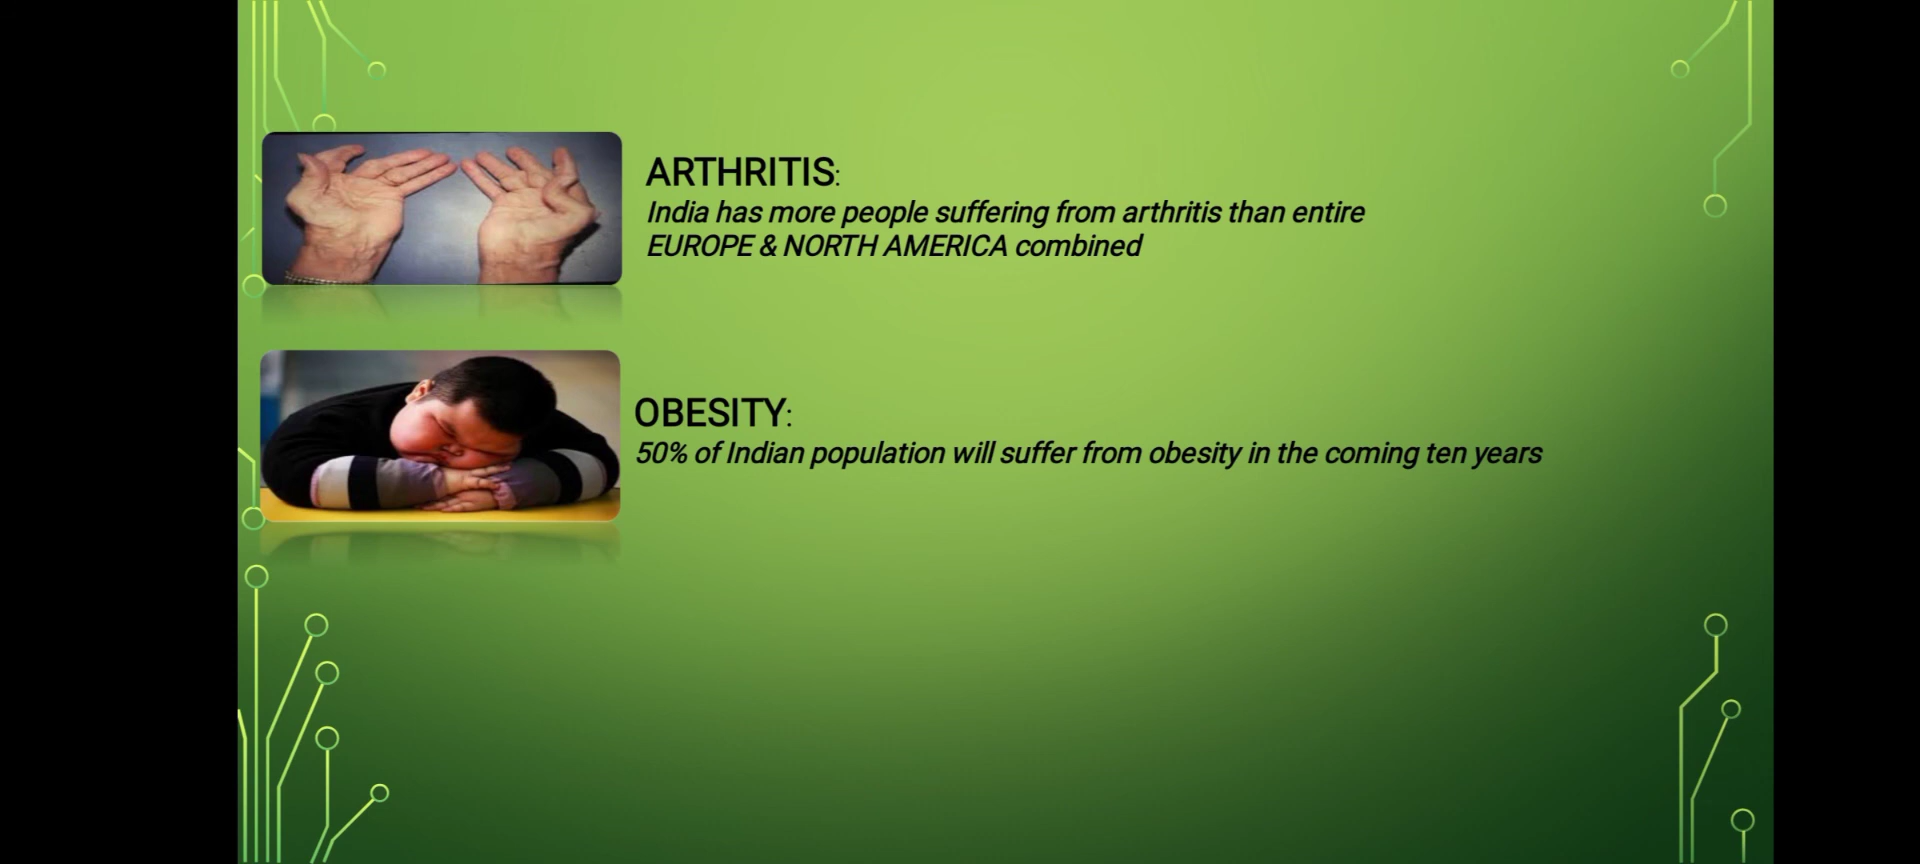 ARTHRITIS:
India has more people suffering from arthritis than entire
EUROPE & NORTH AMERICA combined
OBESITY:
50% of Indian population will suffer from obesity in the coming ten years